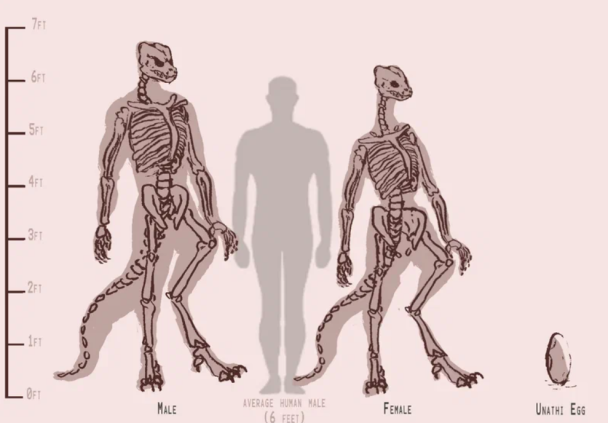 7FT
6FT
5FT
4FT
3FT
2FT
1FT
0FT
MALE
AVERAGE HUMAN MALE
(6 FEET)
FEMALE
UNATHI EGG